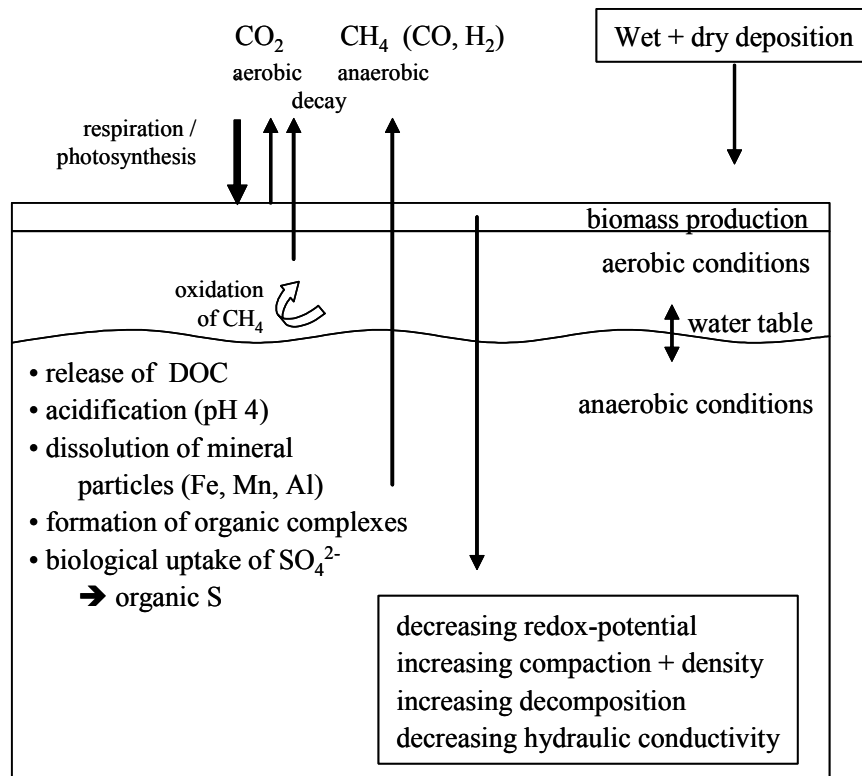 CO₂
CH₄ (CO, H₂)
Wet + dry deposition
aerobic
anaerobic
decay
respiration /
photosynthesis
biomass production
aerobic conditions
oxidation
of CH₄
water table
• release of DOC
• acidification (pH 4)
anaerobic conditions
• dissolution of mineral
particles (Fe, Mn, Al)
• formation of organic complexes
• biological uptake of SO₄²⁻
➔ organic S
decreasing redox-potential
increasing compaction + density
increasing decomposition
decreasing hydraulic conductivity